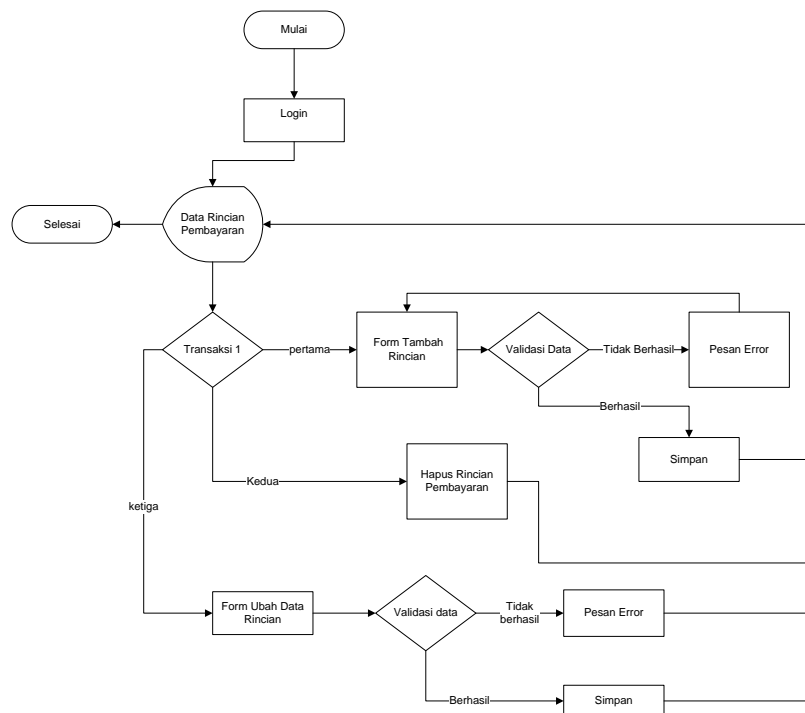 Mulai
Login
Selesai
Data Rincian
Pembayaran
Transaksi 1
pertama
Form Tambah
Rincian
Validasi Data
Tidak Berhasil
Pesan Error
Berhasil
Simpan
Kedua
Hapus Rincian
Pembayaran
ketiga
Form Ubah Data
Rincian
Validasi data
Tidak
berhasil
Pesan Error
Berhasil
Simpan